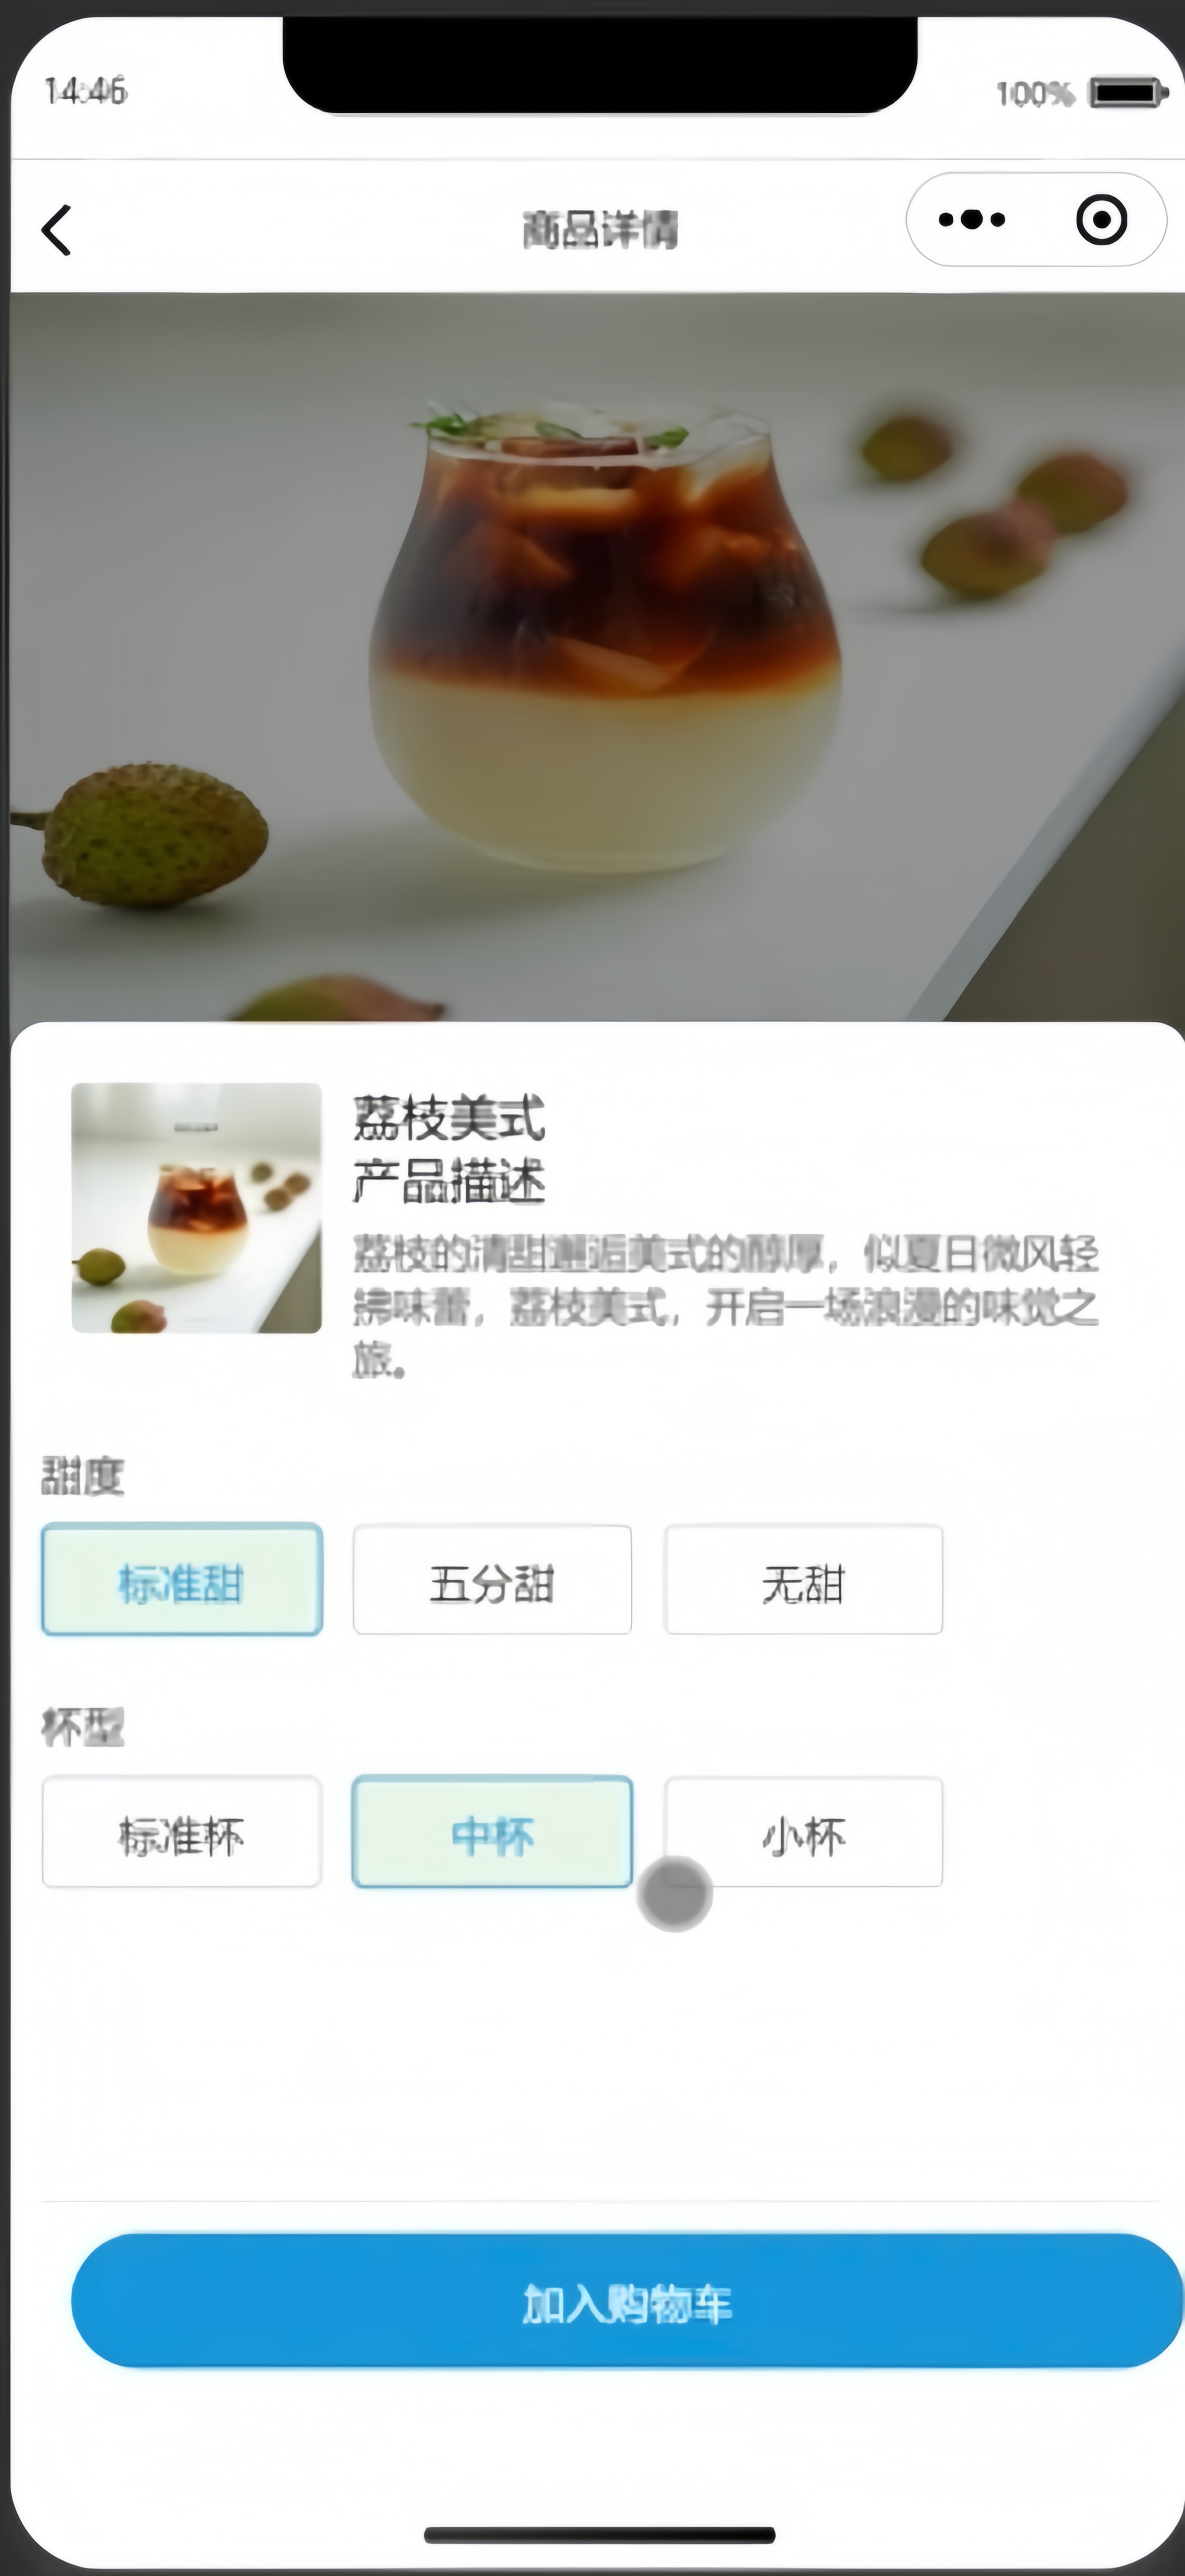 14:46
100%
商品详情
荔枝美式
产品描述
荔枝的清甜邂逅美式的醇厚，似夏日微风轻
拂味蕾，荔枝美式，开启一场浪漫的味觉之
旅。
甜度
标准甜
五分甜
无甜
杯型
标准杯
中杯
小杯
加入购物车